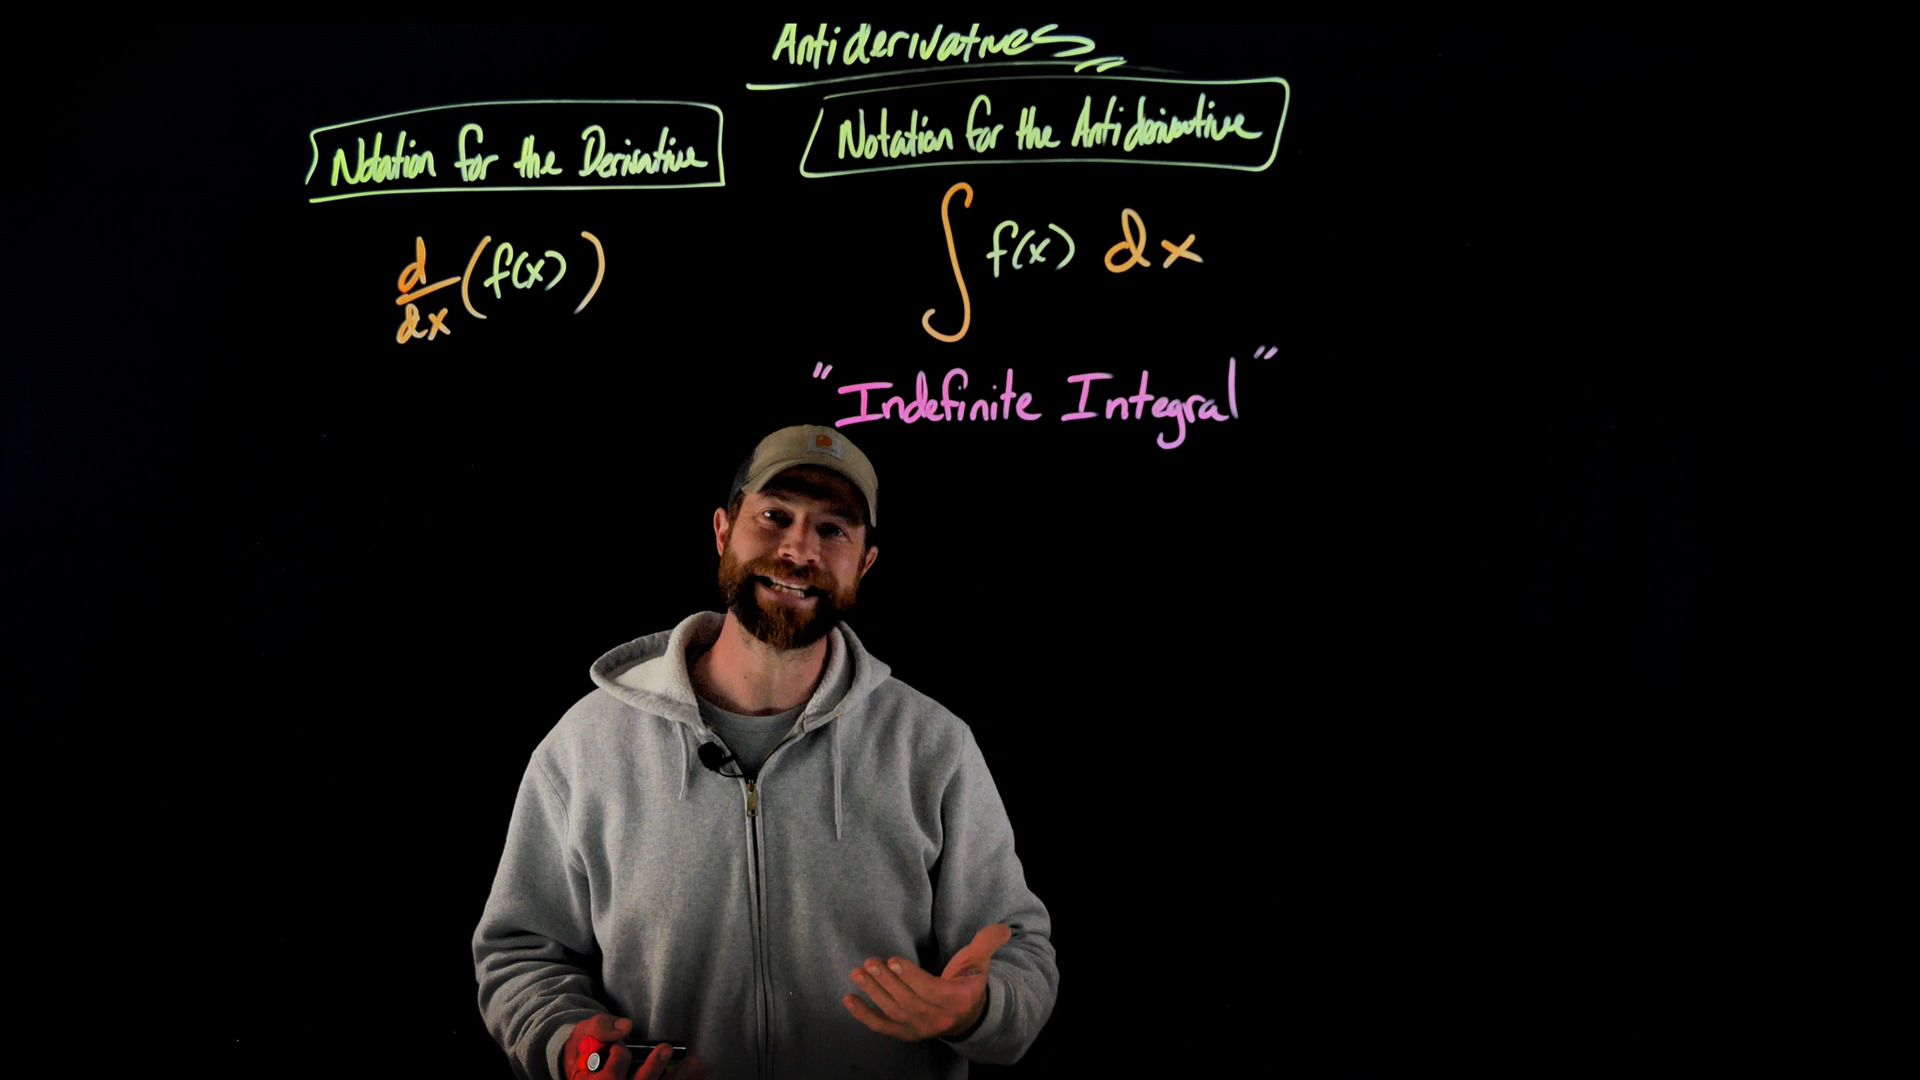 Antiderivatives
Notation for the Derivative
Notation for the Antiderivative
d/dx (f(x))
∫ f(x) dx
"Indefinite Integral"